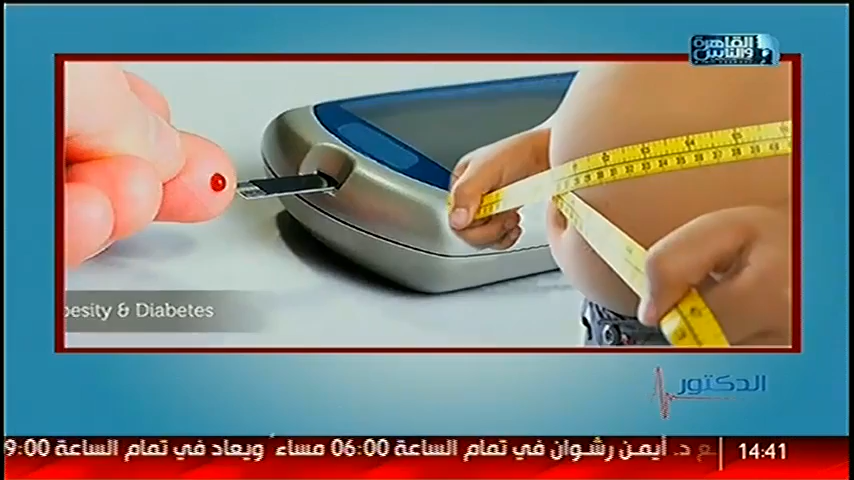 القاهرة
والناس
besity & Diabetes
الدكتور
ع د. أيمن رشوان في تمام الساعة 06:00 مساءً ويعاد في تمام الساعة 9:00
14:41